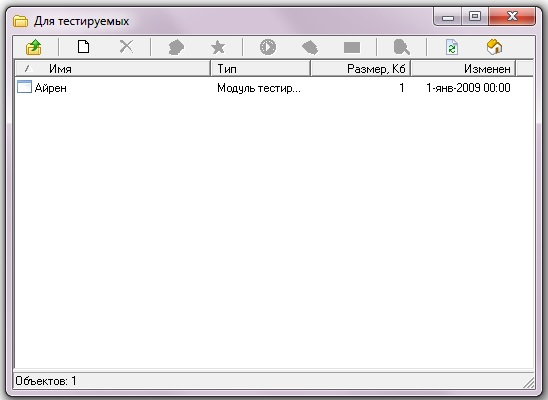 Для тестируемых
Имя Тип Размер, Кб Изменен
Айрен Модуль тестир... 1 1-янв-2009 00:00
Объектов: 1